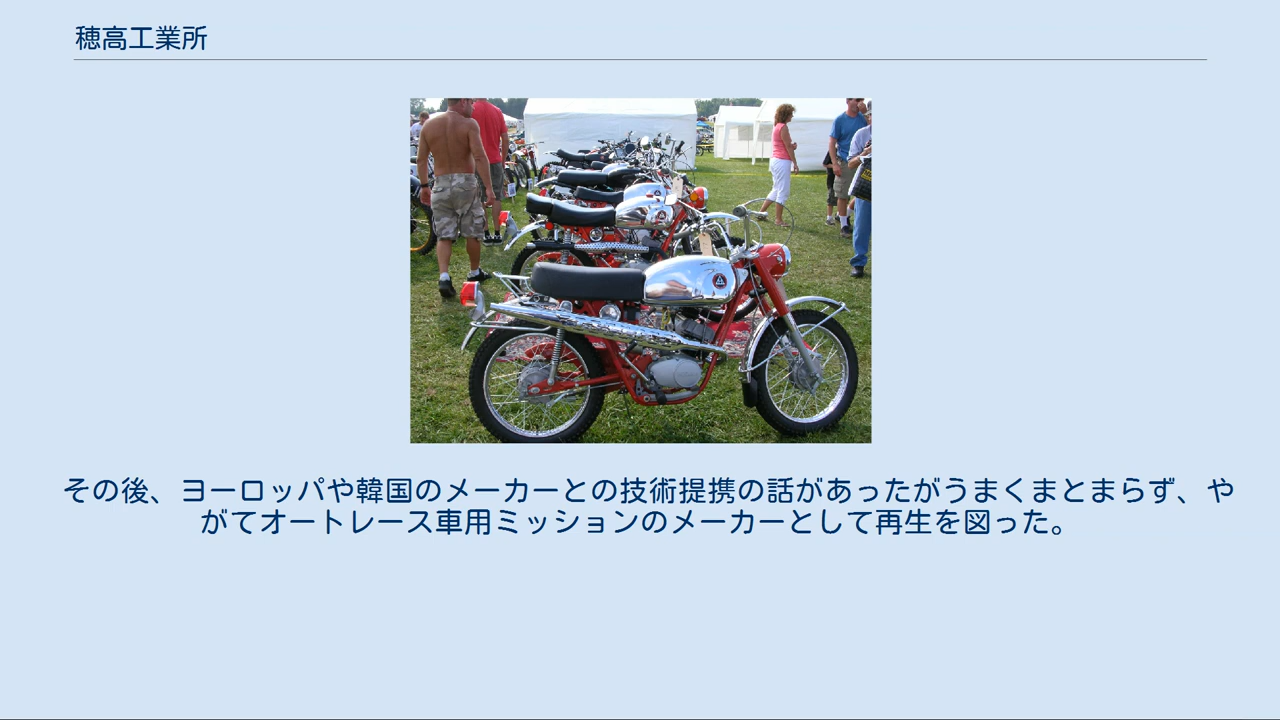 穂高工業所
その後、ヨーロッパや韓国のメーカーとの技術提携の話があったがうまくまとまらず、や
がてオートレース車用ミッションのメーカーとして再生を図った。